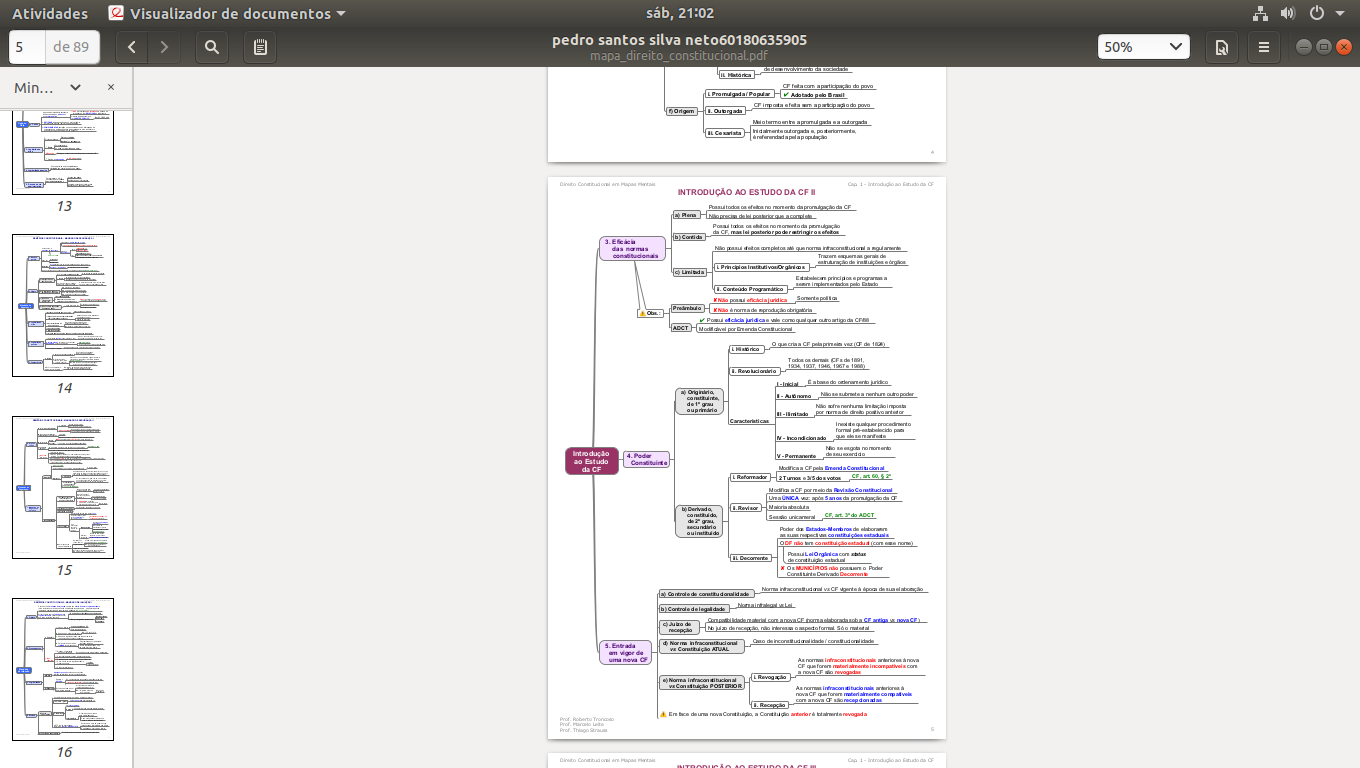 Atividades
Visualizador de documentos
sáb, 21:02
5
de 89
pedro santos silva neto60180635905
mapa_direito_constitucional.pdf
50%
Min...
13
14
15
16
de desenvolvimento da sociedade
ii. Histórica
f) Origem
i. Promulgada / Popular
CF feita com a participação do povo
✔ Adotado pelo Brasil
ii. Outorgada
CF imposta e feita sem a participação do povo
iii. Cesarista
Meio termo entre a promulgada e a outorgada
Inicialmente outorgada e, posteriormente,
é referendada pela população
4
Direito Constitucional em Mapas Mentais
Cap. 1 - Introdução ao Estudo da CF
INTRODUÇÃO AO ESTUDO DA CF II
Introdução
ao Estudo
da CF
3. Eficácia
das normas
constitucionais
a) Plena
Possui todos os efeitos no momento da promulgação da CF
Não precisa de lei posterior que a complete
b) Contida
Possui todos os efeitos no momento da promulgação
da CF, mas lei posterior pode restringir os efeitos
c) Limitada
Não possui efeitos completos até que norma infraconstitucional a regulamente
i. Princípios Institutivos/Orgânicos
Trazem esquemas gerais de
estruturação de instituições e órgãos
ii. Conteúdo Programático
Estabelecem princípios e programas a
serem implementados pelo Estado
Obs.:
Preâmbulo
✘Não possui eficácia jurídica
Somente política
✘Não é norma de reprodução obrigatória
ADCT
✔ Possui eficácia jurídica e vale como qualquer outro artigo da CF/88
Modificável por Emenda Constitucional
4. Poder
Constituinte
a) Originário,
constituinte,
de 1º grau
ou primário
i. Histórico
O que cria a CF pela primeira vez (CF de 1824)
ii. Revolucionário
Todos os demais (CFs de 1891,
1934, 1937, 1946, 1967 e 1988)
Características
I - Inicial
É a base do ordenamento jurídico
II - Autônomo
Não se submete a nenhum outro poder
III - Ilimitado
Não sofre nenhuma limitação imposta
por norma de direito positivo anterior
IV - Incondicionado
Inexiste qualquer procedimento
formal pré-estabelecido para
que ele se manifeste
V - Permanente
Não se esgota no momento
de seu exercício
b) Derivado,
constituído,
de 2º grau,
secundário
ou instituído
i. Reformador
Modifica a CF pela Emenda Constitucional
2 Turnos = 3/5 dos votos
CF, art 60, § 2º
ii. Revisor
Modifica a CF por meio da Revisão Constitucional
Uma ÚNICA vez: após 5 anos da promulgação da CF
Maioria absoluta
Sessão unicameral
CF, art. 3º do ADCT
iii. Decorrente
Poder dos Estados-Membros de elaborarem
as suas respectivas constituições estaduais
O DF não tem constituição estadual (com esse nome)
Possui Lei Orgânica com status
de constituição estadual
✘ Os MUNICÍPIOS não possuem o Poder
Constituinte Derivado Decorrente
5. Entrada
em vigor de
uma nova CF
a) Controle de constitucionalidade
Norma infraconstitucional vs CF vigente à época de sua elaboração
b) Controle de legalidade
Norma infralegal vs Lei
c) Juízo de
recepção
Compatibilidade material com a nova CF (norma elaborada sob a CF antiga vs nova CF)
No juízo de recepção, não interessa o aspecto formal. Só o material
d) Norma infraconstitucional
vs Constituição ATUAL
Caso de inconstitucionalidade / constitucionalidade
e) Norma infraconstitucional
vs Constituição POSTERIOR
i. Revogação
As normas infraconstitucionais anteriores à nova
CF que forem materialmente incompatíveis com
a nova CF são revogadas
ii. Recepção
As normas infraconstitucionais anteriores à
nova CF que forem materialmente compatíveis
com a nova CF são recepcionadas
Em face de uma nova Constituição, a Constituição anterior é totalmente revogada
Prof. Roberto Troncoso
Prof. Marcelo Leite
Prof. Thiago Strauss
5
Direito Constitucional em Mapas Mentais
Cap. 1 - Introdução ao Estudo da CF
INTRODUÇÃO AO ESTUDO DA CF III